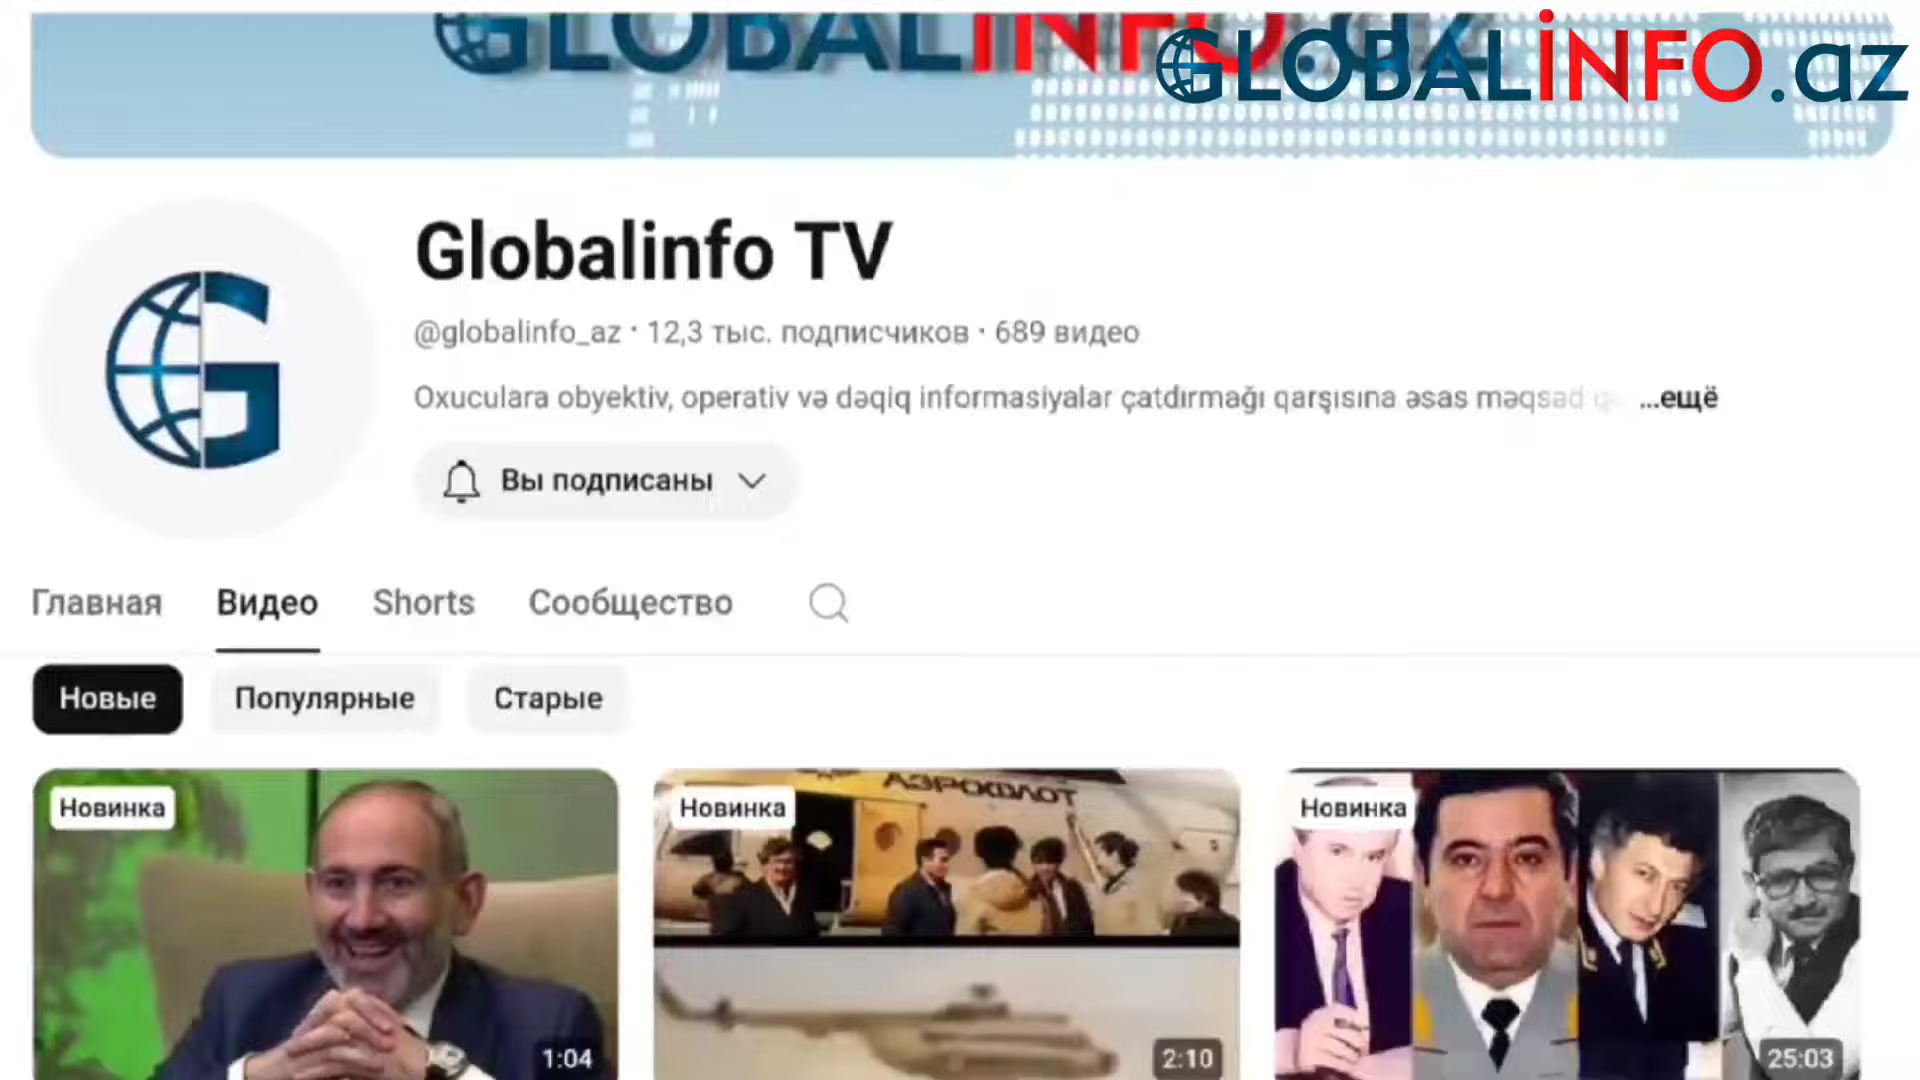 GLOBALINFO.az
GLOBALİNFO.az
Globalinfo TV
@globalinfo_az · 12,3 тыс. подписчиков · 689 видео
Oxuculara obyektiv, operativ və dəqiq informasiyalar çatdırmağı qarşısına əsas məqsəd ...ещё
Вы подписаны
Главная Видео Shorts Сообщество
Новые Популярные Старые
Новинка Новинка Новинка
АЭРОФЛОТ
1:04 2:10 25:03